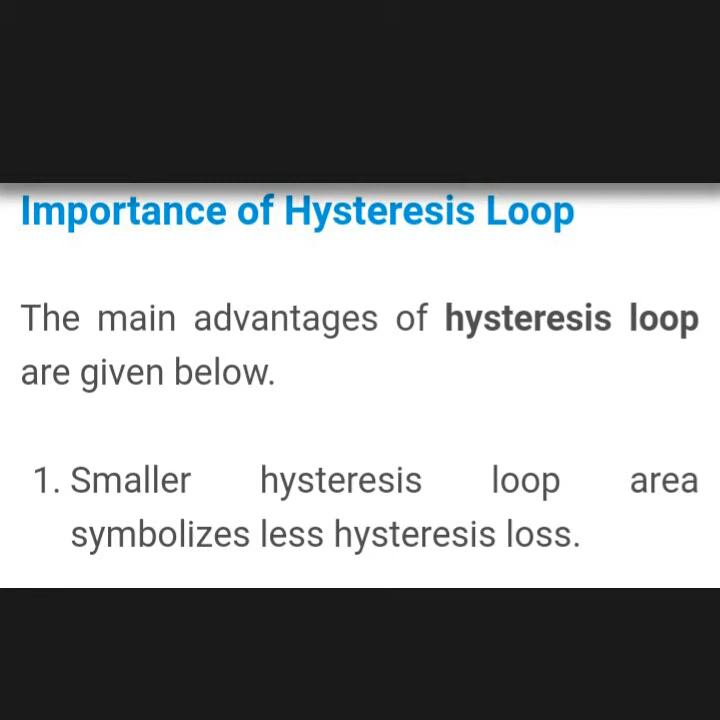 Importance of Hysteresis Loop
The main advantages of hysteresis loop
are given below.
1. Smaller hysteresis loop area
symbolizes less hysteresis loss.